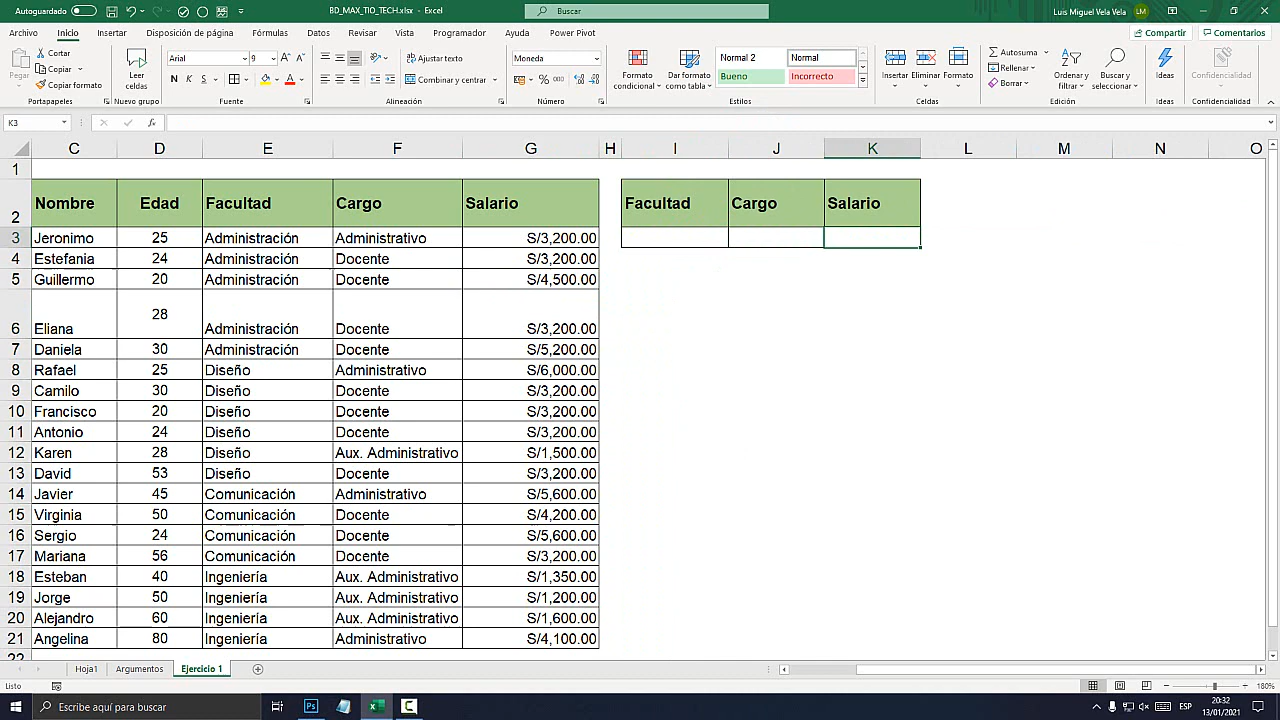 Autoguardado
BD_MAX_TIO_TECH.xlsx - Excel
Buscar
Luis Miguel Vela Vela
LM
Archivo Inicio Insertar Disposición de página Fórmulas Datos Revisar Vista Programador Ayuda Power Pivot
Compartir
Comentarios
Pegar
Cortar
Copiar
Copiar formato
Portapapeles
Leer celdas
Nuevo grupo
Arial
N K S
Fuente
Ajustar texto
Combinar y centrar
Alineación
Moneda
% 000
Número
Formato condicional
Dar formato como tabla
Normal 2 Normal
Bueno Incorrecto
Estilos
Insertar Eliminar Formato
Celdas
Autosuma
Rellenar
Borrar
Ordenar y filtrar
Buscar y seleccionar
Edición
Ideas
Ideas
Confidencialidad
Confidencialidad
K3
fx
C D E F G H I J K L M N O
1
2 Nombre Edad Facultad Cargo Salario Facultad Cargo Salario
3 Jeronimo 25 Administración Administrativo S/3,200.00
4 Estefania 24 Administración Docente S/3,200.00
5 Guillermo 20 Administración Docente S/4,500.00
6 Eliana 28 Administración Docente S/3,200.00
7 Daniela 30 Administración Docente S/5,200.00
8 Rafael 25 Diseño Administrativo S/6,000.00
9 Camilo 30 Diseño Docente S/3,200.00
10 Francisco 20 Diseño Docente S/3,200.00
11 Antonio 24 Diseño Docente S/3,200.00
12 Karen 28 Diseño Aux. Administrativo S/1,500.00
13 David 53 Diseño Docente S/3,200.00
14 Javier 45 Comunicación Administrativo S/5,600.00
15 Virginia 50 Comunicación Docente S/4,200.00
16 Sergio 24 Comunicación Docente S/5,600.00
17 Mariana 56 Comunicación Docente S/3,200.00
18 Esteban 40 Ingeniería Aux. Administrativo S/1,350.00
19 Jorge 50 Ingeniería Aux. Administrativo S/1,200.00
20 Alejandro 60 Ingeniería Aux. Administrativo S/1,600.00
21 Angelina 80 Ingeniería Administrativo S/4,100.00
22
Hoja1 Argumentos Ejercicio 1
Listo
180%
Escribe aquí para buscar
Ps
ESP
20:32
13/01/2021